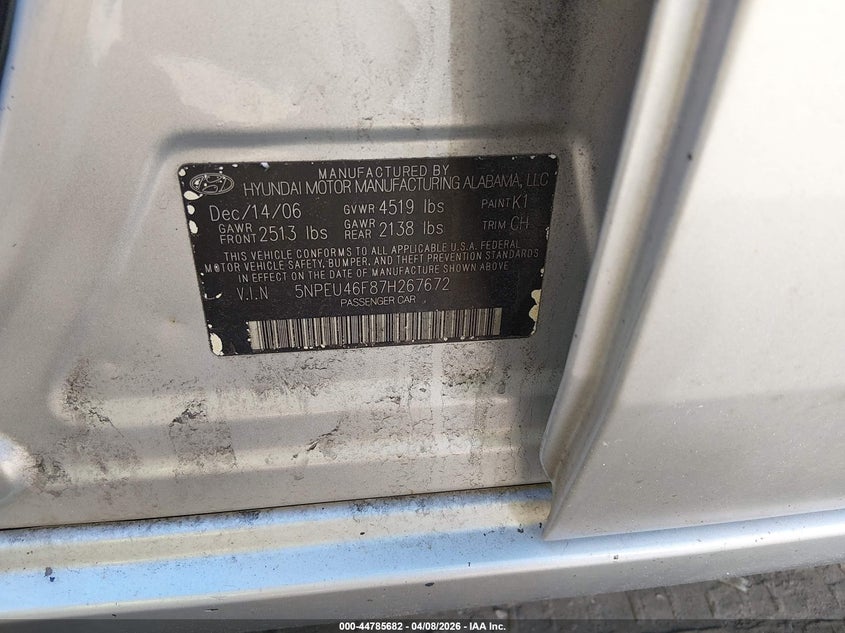 MANUFACTURED BY
HYUNDAI MOTOR MANUFACTURING ALABAMA, LLC
Dec/14/06 GVWR 4519 lbs PAINT K1
GAWR FRONT 2513 lbs GAWR REAR 2138 lbs TRIM CH
THIS VEHICLE CONFORMS TO ALL APPLICABLE U.S.A. FEDERAL
MOTOR VEHICLE SAFETY, BUMPER, AND THEFT PREVENTION STANDARDS
IN EFFECT ON THE DATE OF MANUFACTURE SHOWN ABOVE
V.I.N 5NPEU46F87H267672
PASSENGER CAR
000-44785682 - 04/08/2026 - IAA Inc.